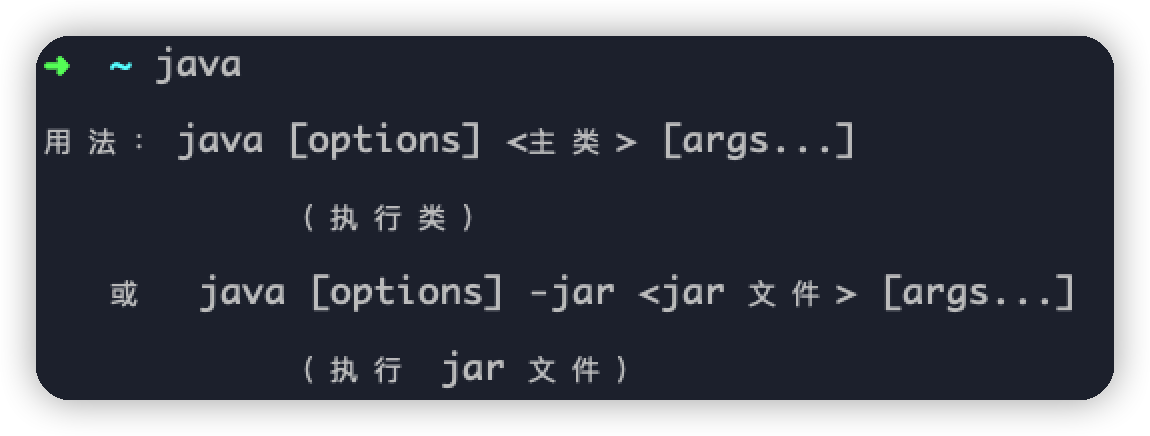 ➜ ~ java
用法: java [options] <主类> [args...]
(执行类)
或 java [options] -jar <jar 文件> [args...]
(执行 jar 文件)